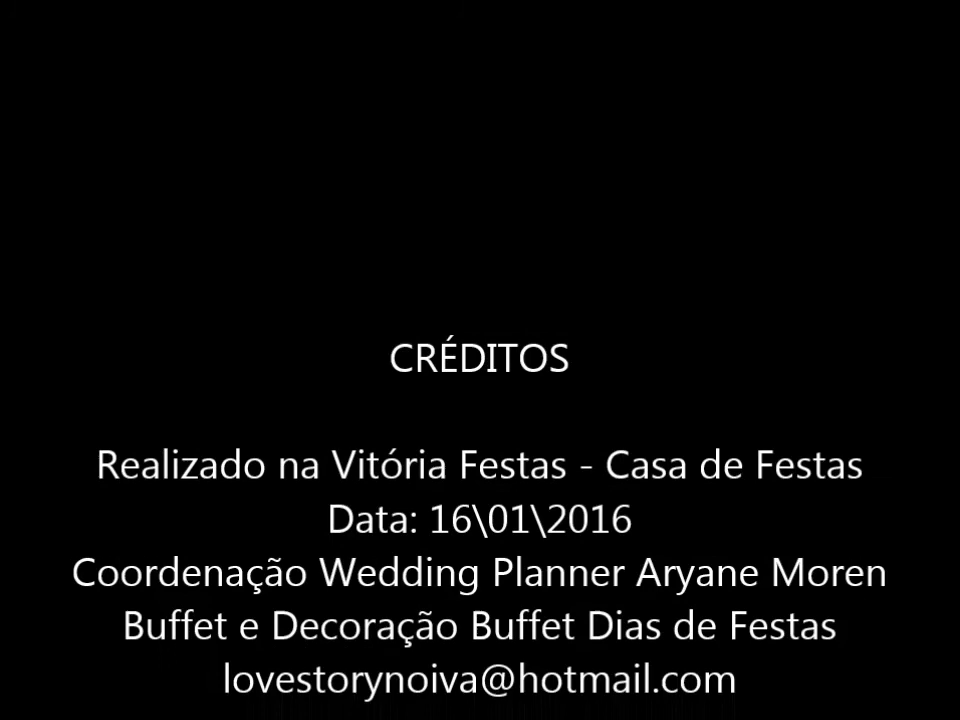 CRÉDITOS
Realizado na Vitória Festas - Casa de Festas
Data: 16\01\2016
Coordenação Wedding Planner Aryane Moren
Buffet e Decoração Buffet Dias de Festas
lovestorynoiva@hotmail.com